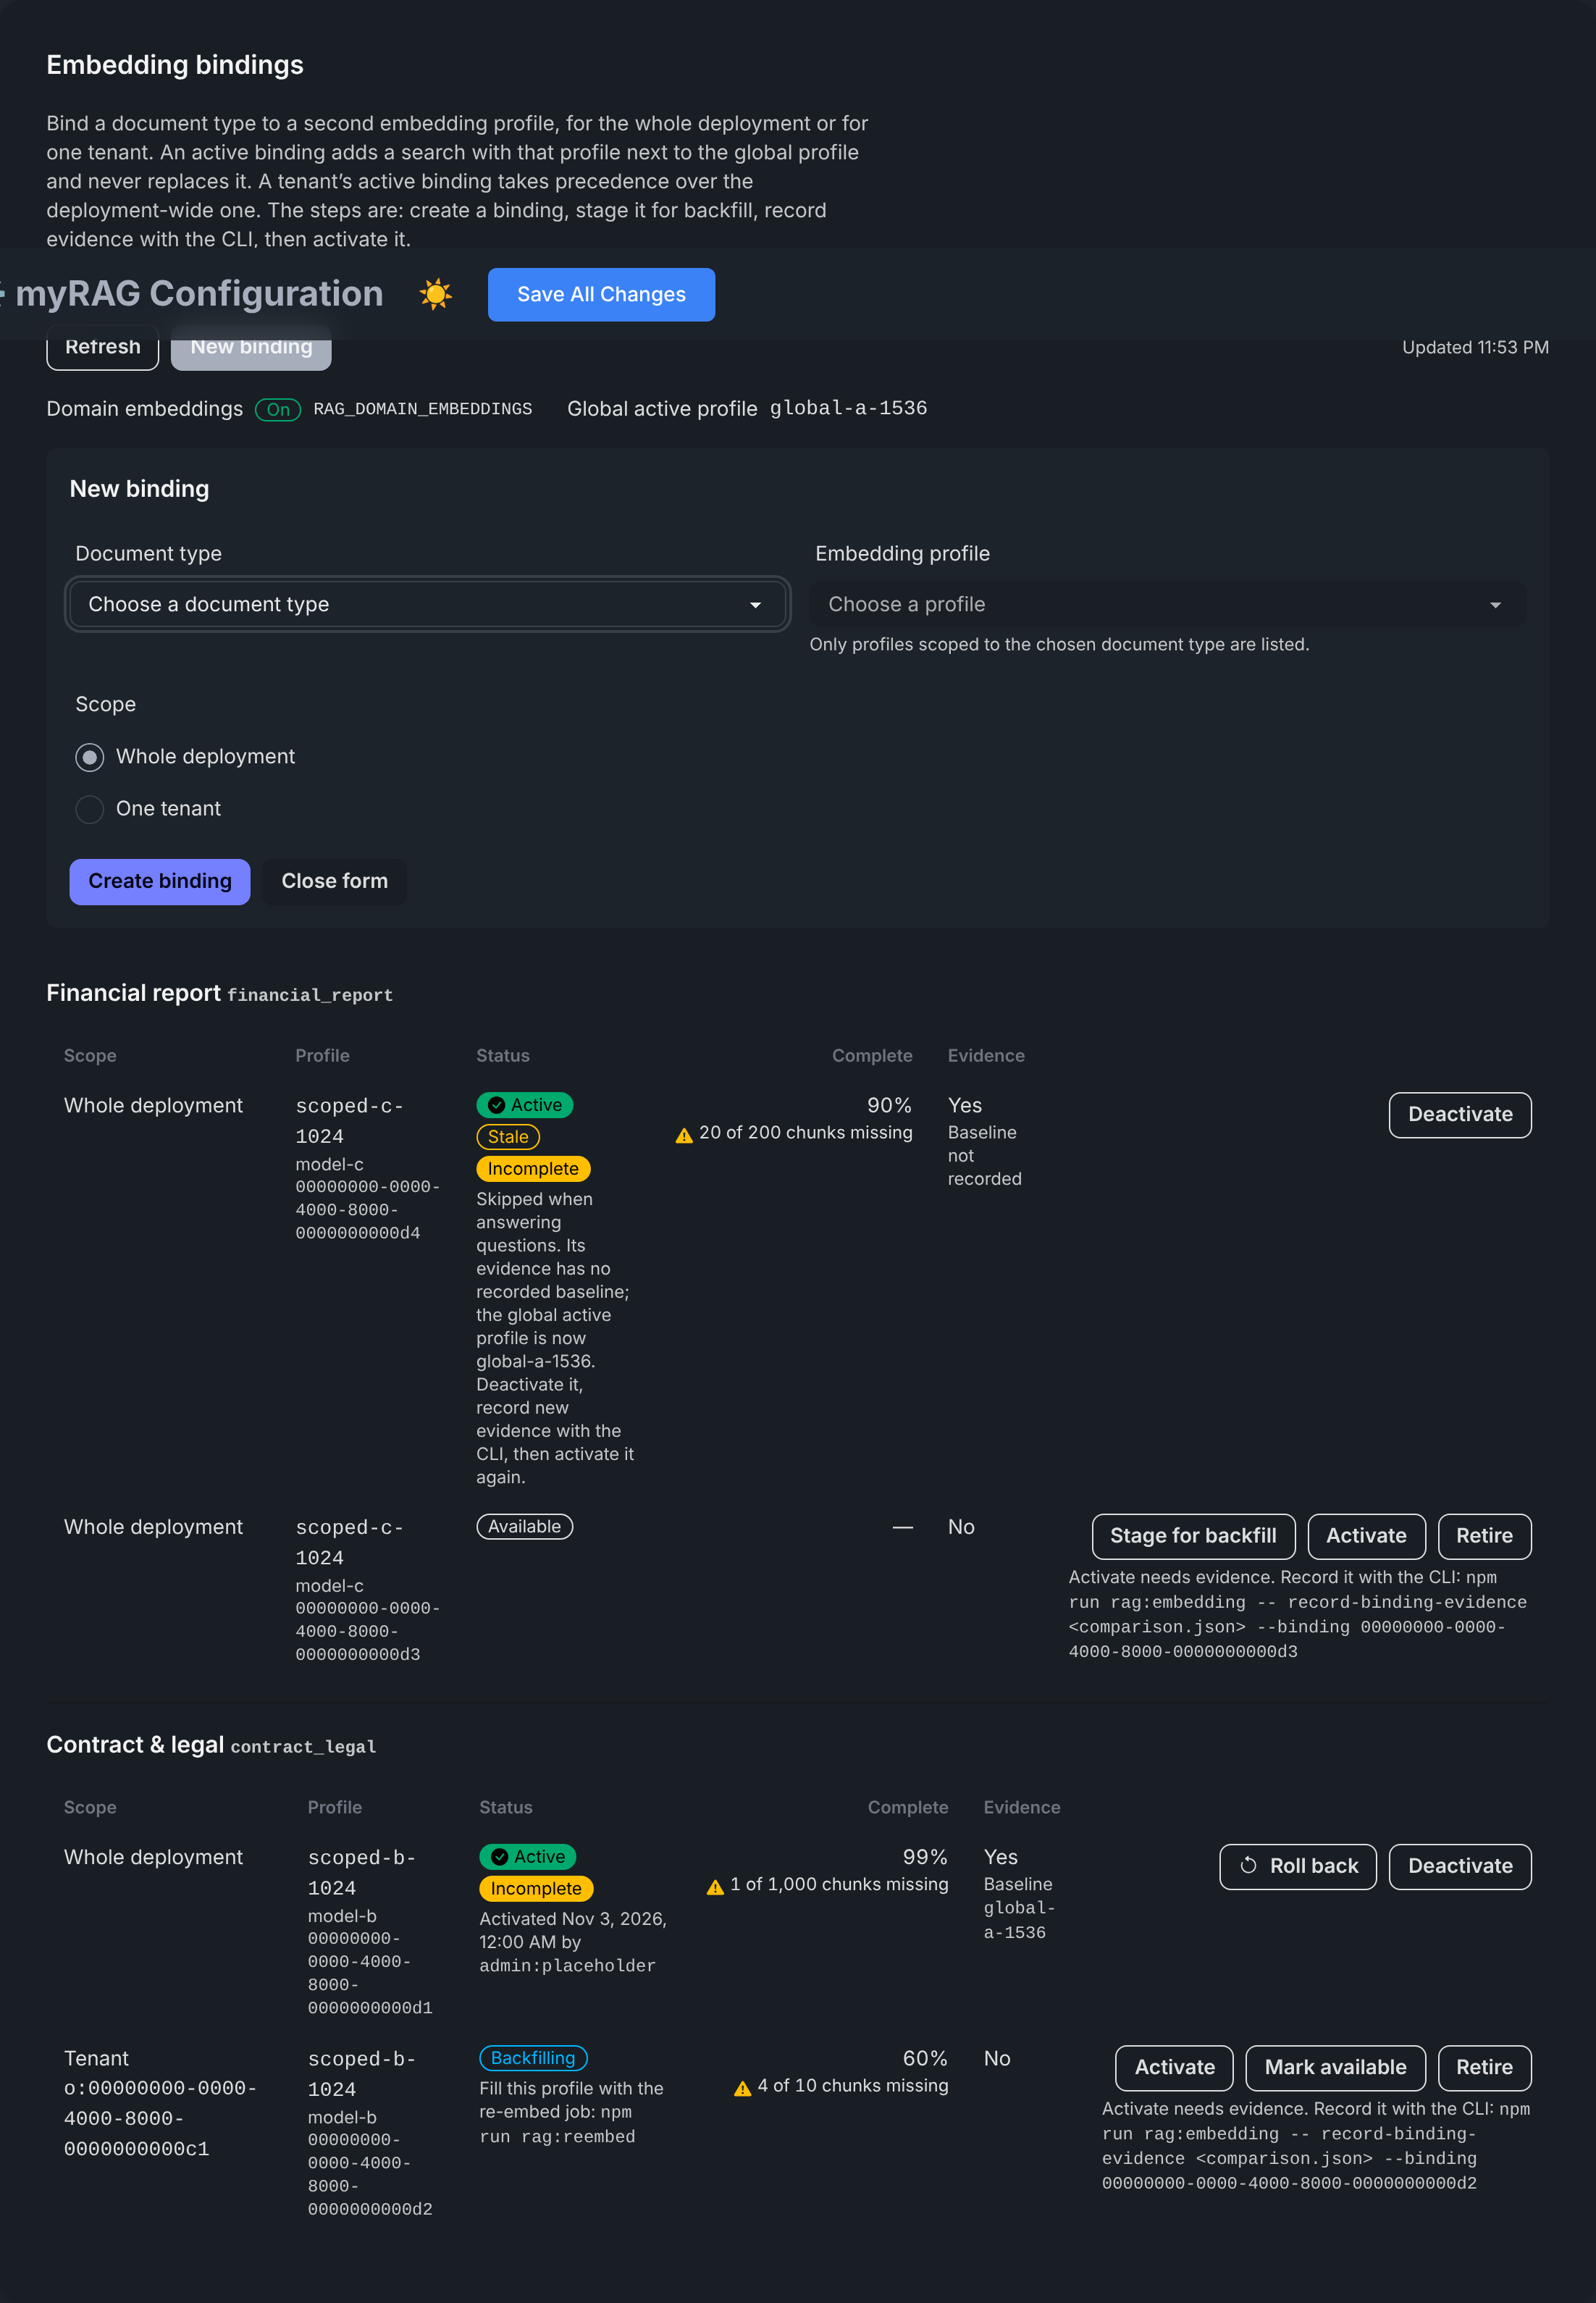 Embedding bindings
Bind a document type to a second embedding profile, for the whole deployment or for
one tenant. An active binding adds a search with that profile next to the global profile
and never replaces it. A tenant’s active binding takes precedence over the
deployment-wide one. The steps are: create a binding, stage it for backfill, record
evidence with the CLI, then activate it.
myRAG Configuration
Save All Changes
Refresh
New binding
Updated 11:53 PM
Domain embeddings On RAG_DOMAIN_EMBEDDINGS Global active profile global-a-1536
New binding
Document type
Choose a document type
Embedding profile
Choose a profile
Only profiles scoped to the chosen document type are listed.
Scope
Whole deployment
One tenant
Create binding
Close form
Financial report financial_report
Scope
Profile
Status
Complete
Evidence
Whole deployment
scoped-c-
1024
model-c
00000000-0000-
4000-8000-
0000000000d4
Active
Stale
Incomplete
Skipped when
answering
questions. Its
evidence has no
recorded baseline;
the global active
profile is now
global-a-1536.
Deactivate it,
record new
evidence with the
CLI, then activate it
again.
90%
20 of 200 chunks missing
Yes
Baseline
not
recorded
Deactivate
Whole deployment
scoped-c-
1024
model-c
00000000-0000-
4000-8000-
0000000000d3
Available
—
No
Stage for backfill
Activate
Retire
Activate needs evidence. Record it with the CLI: npm
run rag:embedding -- record-binding-evidence
<comparison.json> --binding 00000000-0000-
4000-8000-0000000000d3
Contract & legal contract_legal
Scope
Profile
Status
Complete
Evidence
Whole deployment
scoped-b-
1024
model-b
00000000-
0000-4000-
8000-
0000000000d1
Active
Incomplete
Activated Nov 3, 2026,
12:00 AM by
admin:placeholder
99%
1 of 1,000 chunks missing
Yes
Baseline
global-
a-1536
Roll back
Deactivate
Tenant
o:00000000-0000-
4000-8000-
0000000000c1
scoped-b-
1024
model-b
00000000-
0000-4000-
8000-
0000000000d2
Backfilling
Fill this profile with the
re-embed job: npm
run rag:reembed
60%
4 of 10 chunks missing
No
Activate
Mark available
Retire
Activate needs evidence. Record it with the CLI: npm
run rag:embedding -- record-binding-
evidence <comparison.json> --binding
00000000-0000-4000-8000-0000000000d2